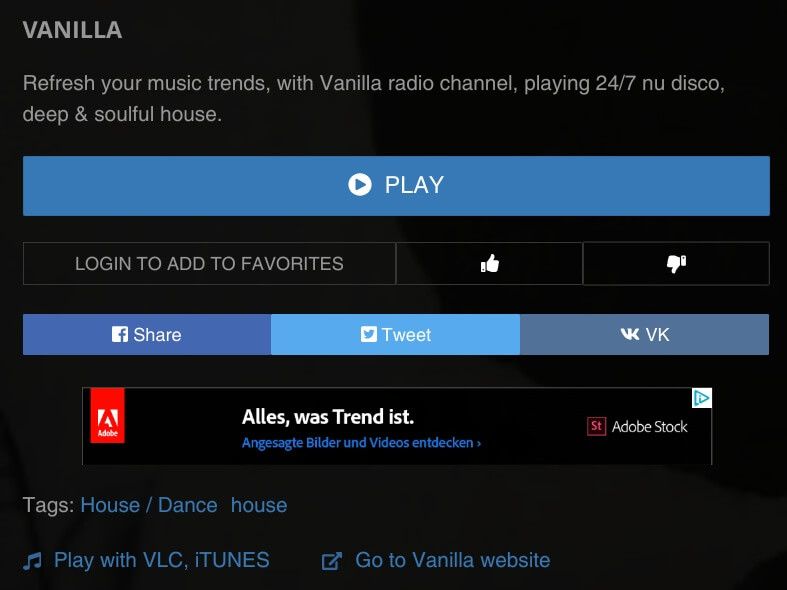 VANILLA
Refresh your music trends, with Vanilla radio channel, playing 24/7 nu disco,
deep & soulful house.
PLAY
LOGIN TO ADD TO FAVORITES
Share Tweet VK
Adobe
Alles, was Trend ist.
Angesagte Bilder und Videos entdecken ›
St Adobe Stock
Tags: House / Dance house
Play with VLC, iTUNES Go to Vanilla website